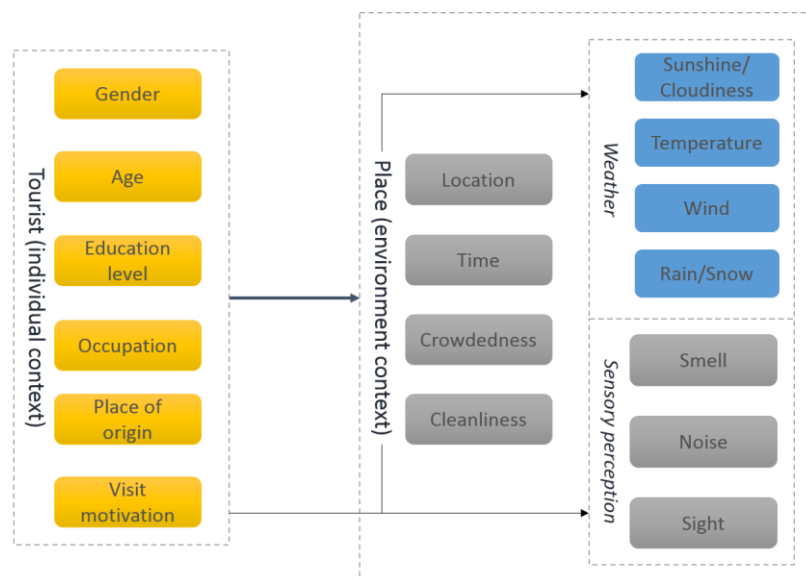 Tourist (individual context)
Gender
Age
Education
level
Occupation
Place of
origin
Visit
motivation
Place (environment context)
Location
Time
Crowdedness
Cleanliness
Weather
Sunshine/
Cloudiness
Temperature
Wind
Rain/Snow
Sensory perception
Smell
Noise
Sight